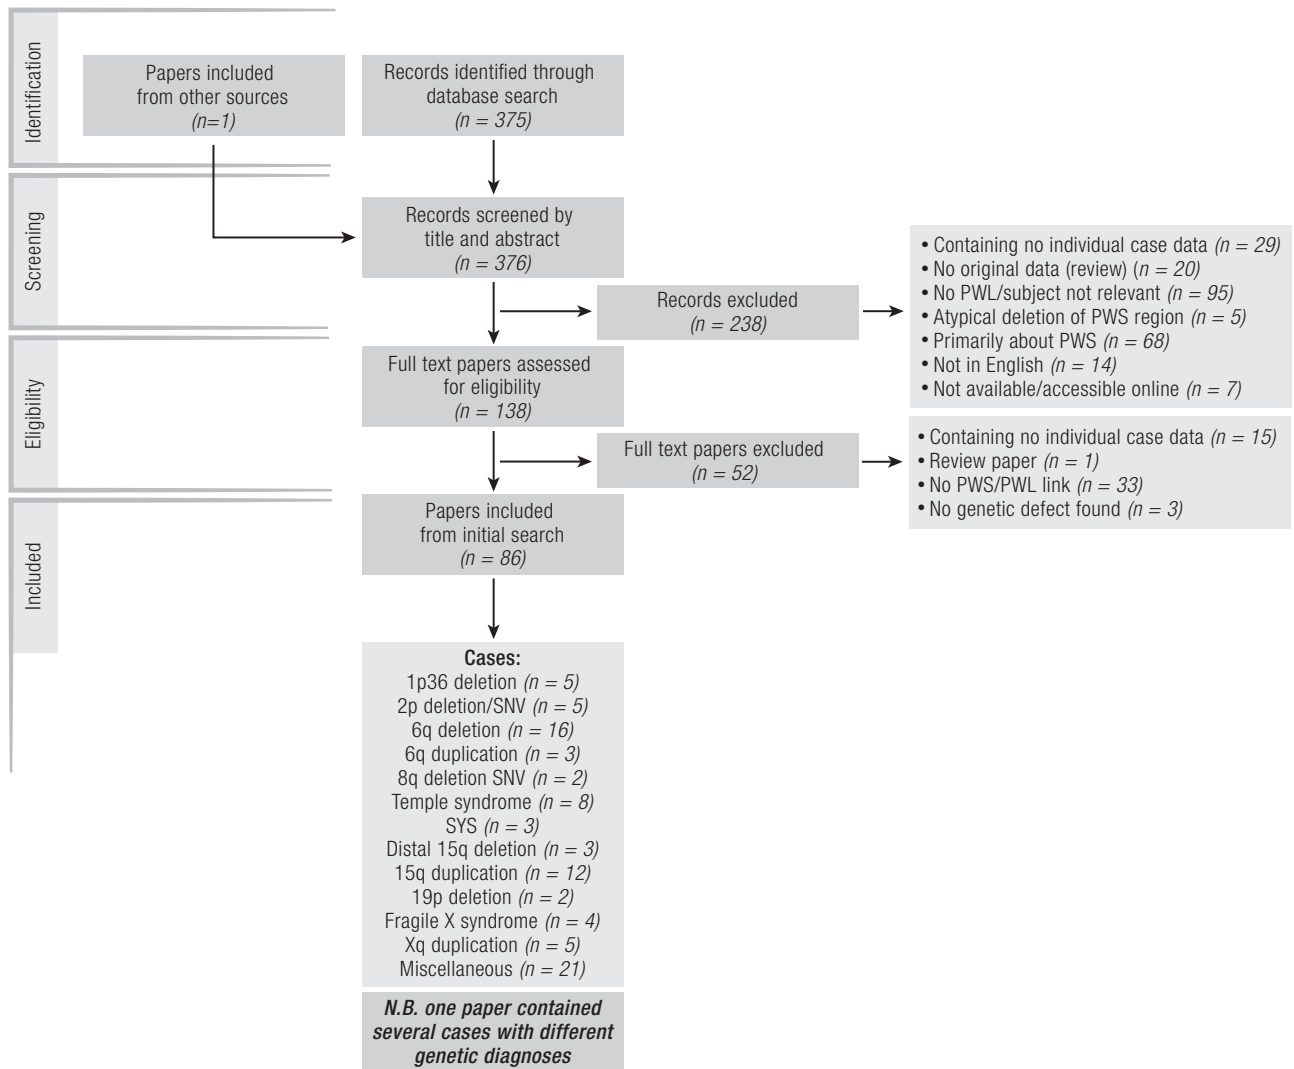 Identification
Papers included
from other sources
(n=1)
Records identified through
database search
(n = 375)
Screening
Records screened by
title and abstract
(n = 376)
Records excluded
(n = 238)
• Containing no individual case data (n = 29)
• No original data (review) (n = 20)
• No PWL/subject not relevant (n = 95)
• Atypical deletion of PWS region (n = 5)
• Primarily about PWS (n = 68)
• Not in English (n = 14)
• Not available/accessible online (n = 7)
Eligibility
Full text papers assessed
for eligibility
(n = 138)
Full text papers excluded
(n = 52)
• Containing no individual case data (n = 15)
• Review paper (n = 1)
• No PWS/PWL link (n = 33)
• No genetic defect found (n = 3)
Included
Papers included
from initial search
(n = 86)
Cases:
1p36 deletion (n = 5)
2p deletion/SNV (n = 5)
6q deletion (n = 16)
6q duplication (n = 3)
8q deletion SNV (n = 2)
Temple syndrome (n = 8)
SYS (n = 3)
Distal 15q deletion (n = 3)
15q duplication (n = 12)
19p deletion (n = 2)
Fragile X syndrome (n = 4)
Xq duplication (n = 5)
Miscellaneous (n = 21)
N.B. one paper contained
several cases with different
genetic diagnoses